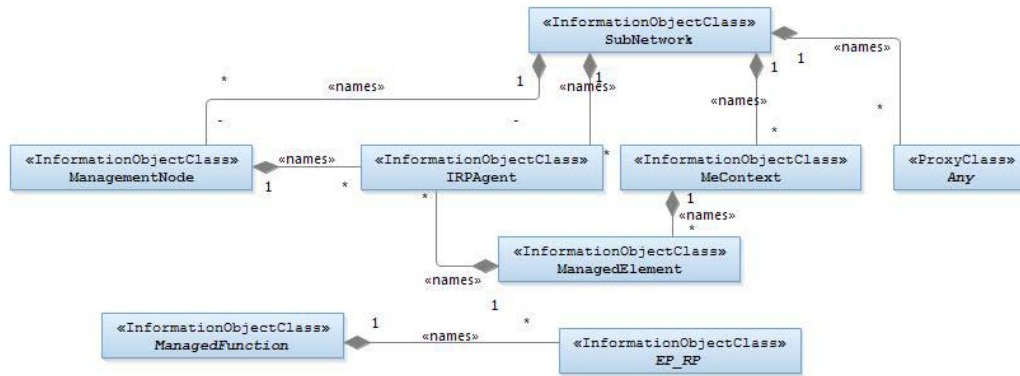 «InformationObjectClass»
SubNetwork
1
«names»
1
*
«names»
1
«names»
1
«names»
*
*
-
-
*
*
«InformationObjectClass»
ManagementNode
«names»
1
*
«InformationObjectClass»
IRPAgent
*
«InformationObjectClass»
MeContext
1
«names»
*
«ProxyClass»
Any
«InformationObjectClass»
ManagedElement
«names»
1
«InformationObjectClass»
ManagedFunction
1
«names»
*
«InformationObjectClass»
EP_RP